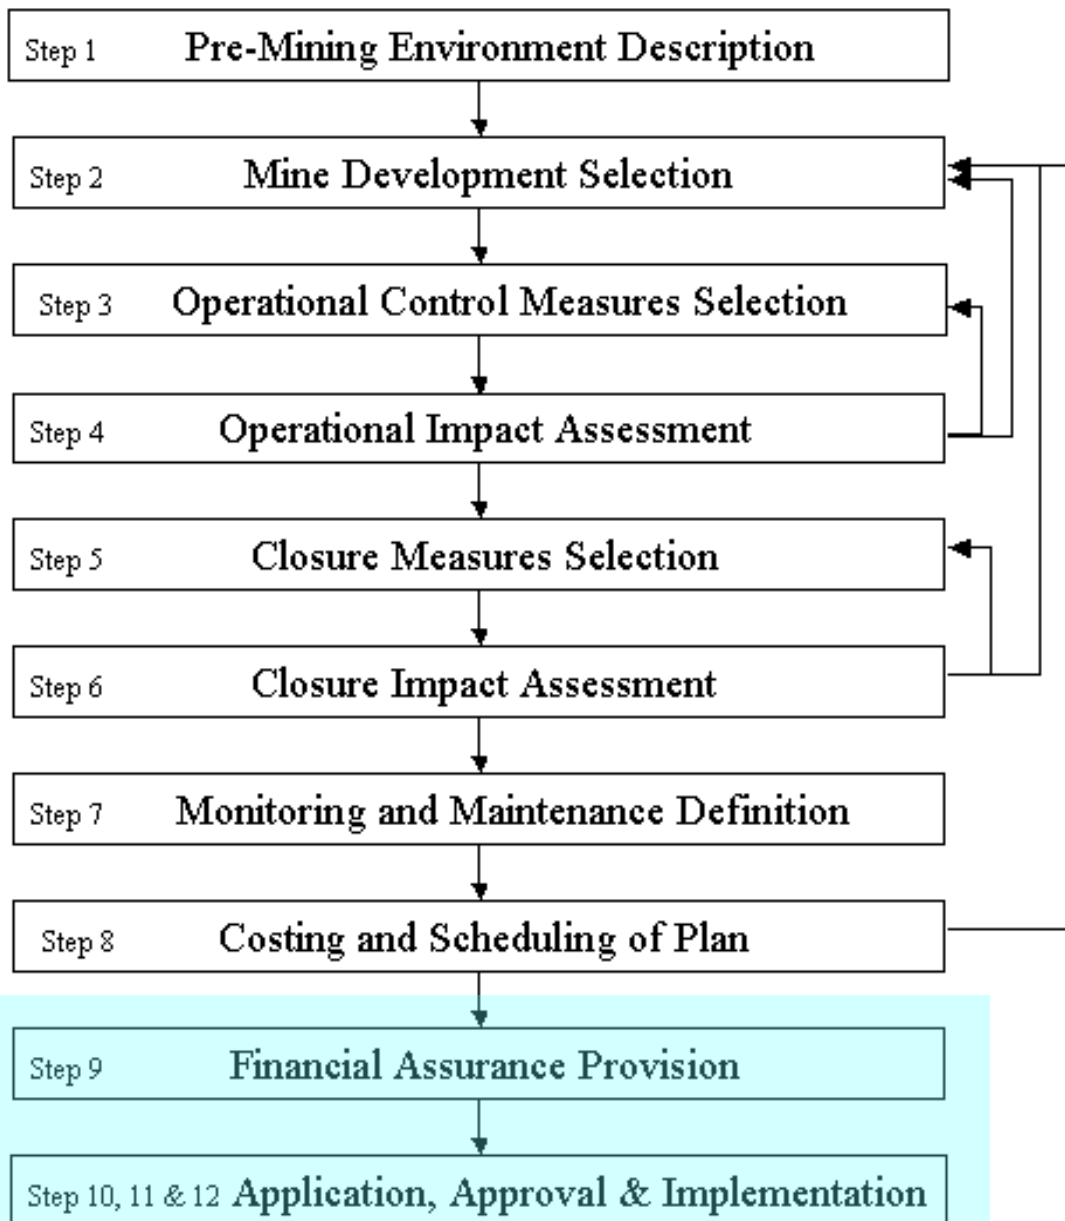 Step 1 Pre-Mining Environment Description
Step 2 Mine Development Selection
Step 3 Operational Control Measures Selection
Step 4 Operational Impact Assessment
Step 5 Closure Measures Selection
Step 6 Closure Impact Assessment
Step 7 Monitoring and Maintenance Definition
Step 8 Costing and Scheduling of Plan
Step 9 Financial Assurance Provision
Step 10, 11 & 12 Application, Approval & Implementation